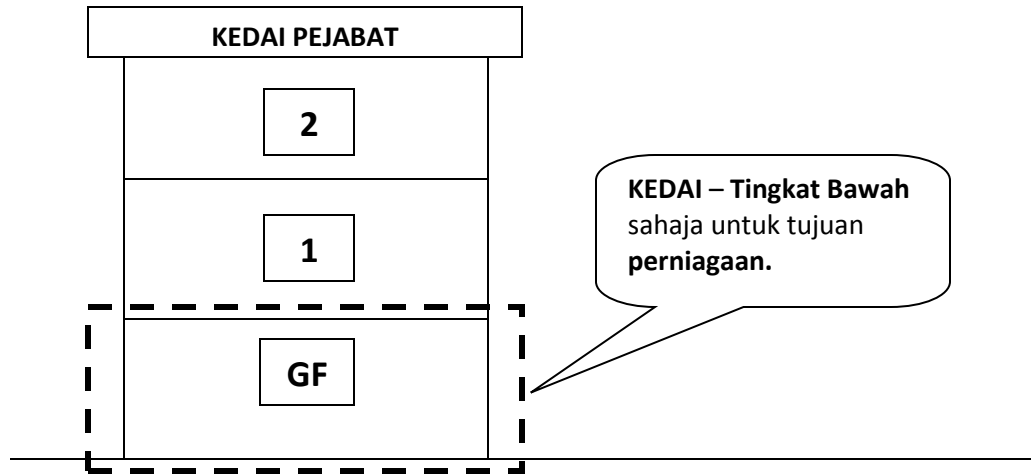 KEDAI PEJABAT
2
1
GF
KEDAI – Tingkat Bawah
sahaja untuk tujuan
perniagaan.